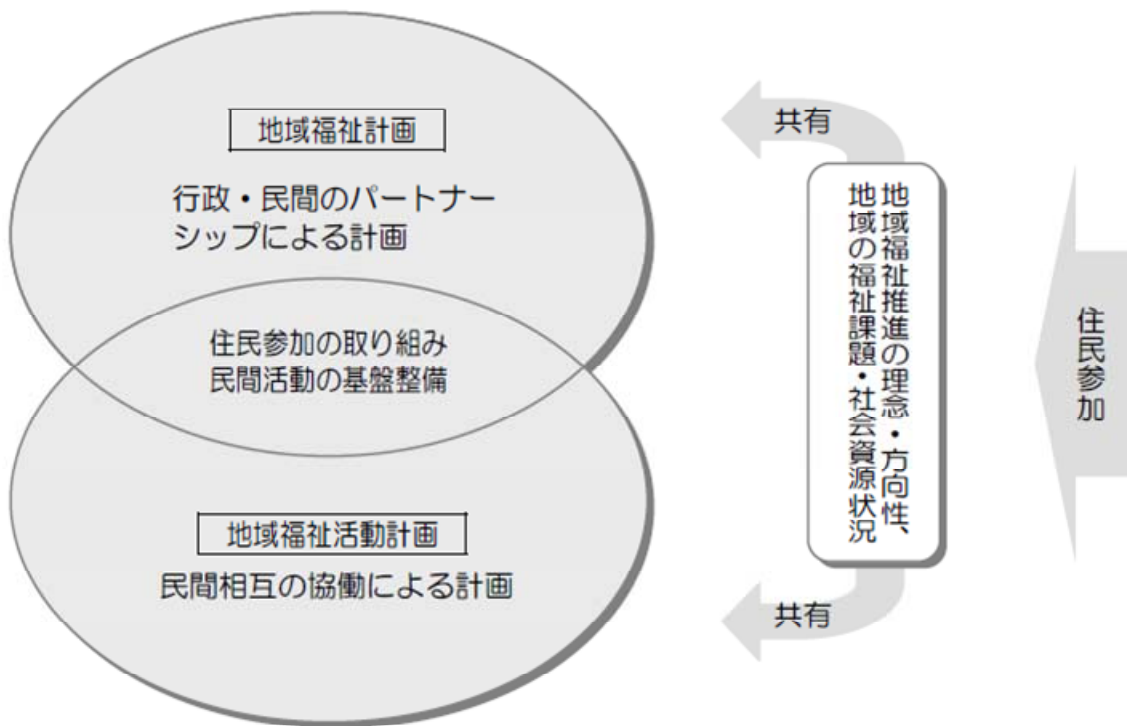 地域福祉計画
行政・民間のパートナー
シップによる計画
住民参加の取り組み
民間活動の基盤整備
地域福祉活動計画
民間相互の協働による計画
共有
地域福祉推進の理念・方向性、
地域の福祉課題・社会資源状況
共有
住民参加